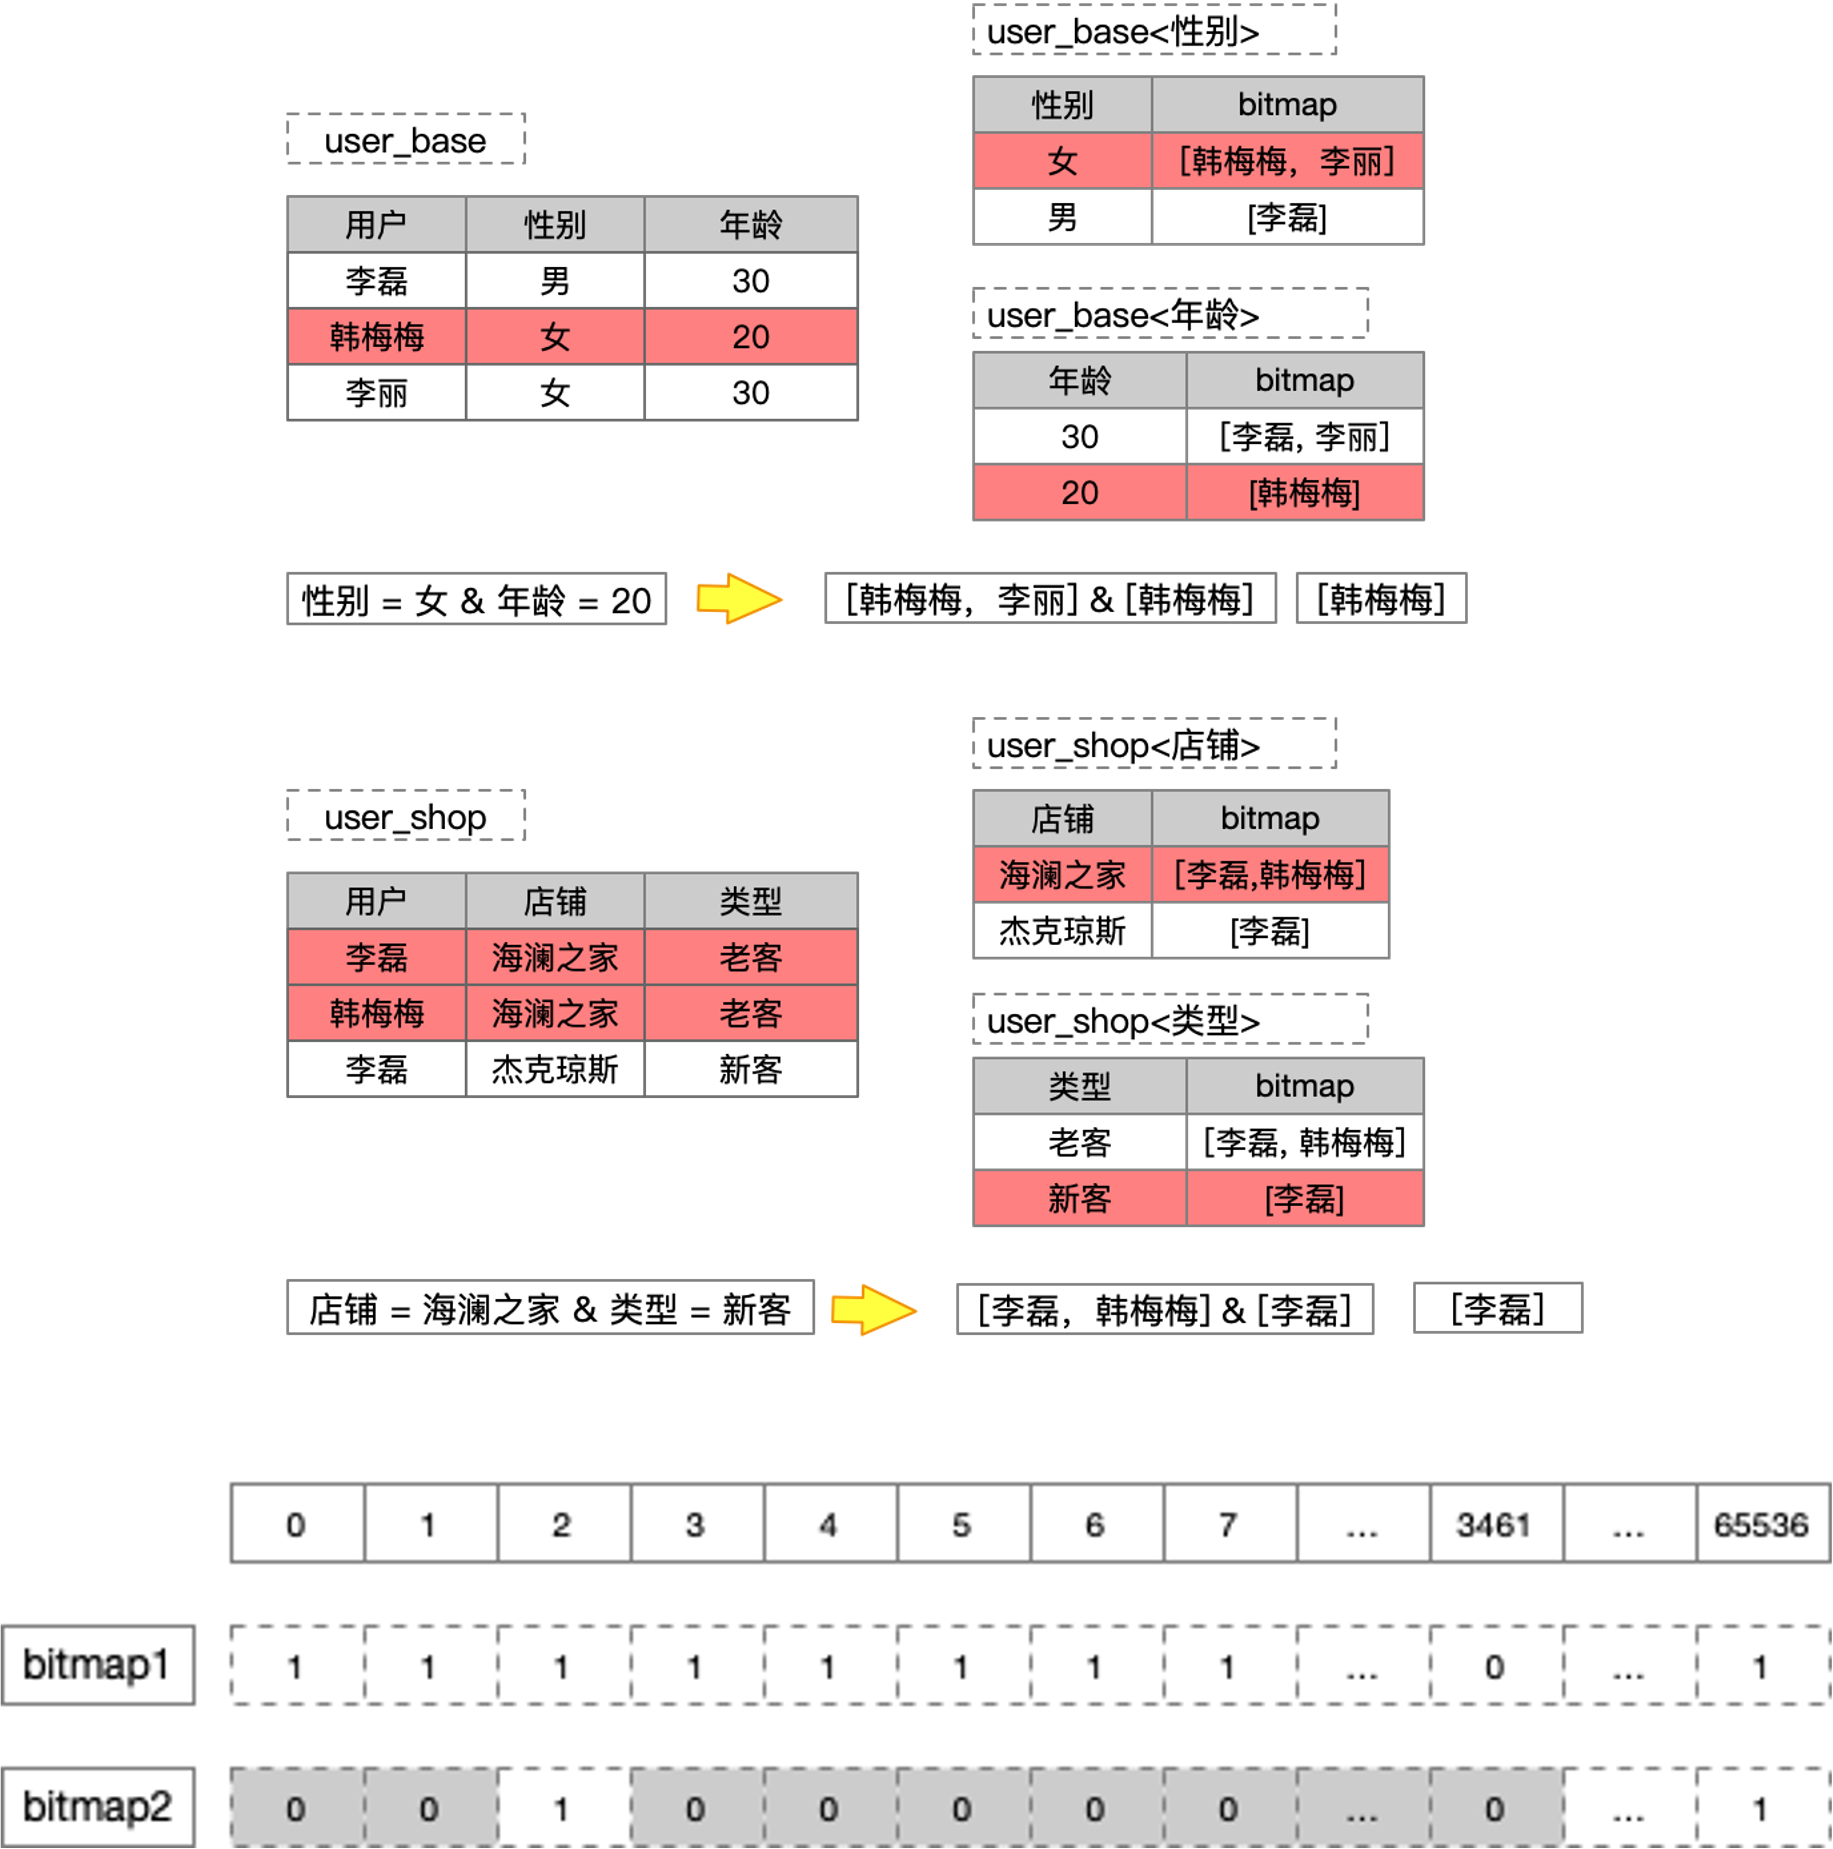 user_base
用户 性别 年龄
李磊 男 30
韩梅梅 女 20
李丽 女 30
user_base<性别>
性别 bitmap
女 [韩梅梅，李丽]
男 [李磊]
user_base<年龄>
年龄 bitmap
30 [李磊, 李丽]
20 [韩梅梅]
性别 = 女 & 年龄 = 20 [韩梅梅，李丽] & [韩梅梅] [韩梅梅]
user_shop
用户 店铺 类型
李磊 海澜之家 老客
韩梅梅 海澜之家 老客
李磊 杰克琼斯 新客
user_shop<店铺>
店铺 bitmap
海澜之家 [李磊,韩梅梅]
杰克琼斯 [李磊]
user_shop<类型>
类型 bitmap
老客 [李磊, 韩梅梅]
新客 [李磊]
店铺 = 海澜之家 & 类型 = 新客 [李磊，韩梅梅] & [李磊] [李磊]
0 1 2 3 4 5 6 7 ... 3461 ... 65536
bitmap1 1 1 1 1 1 1 1 1 ... 0 ... 1
bitmap2 0 0 1 0 0 0 0 0 ... 0 ... 1